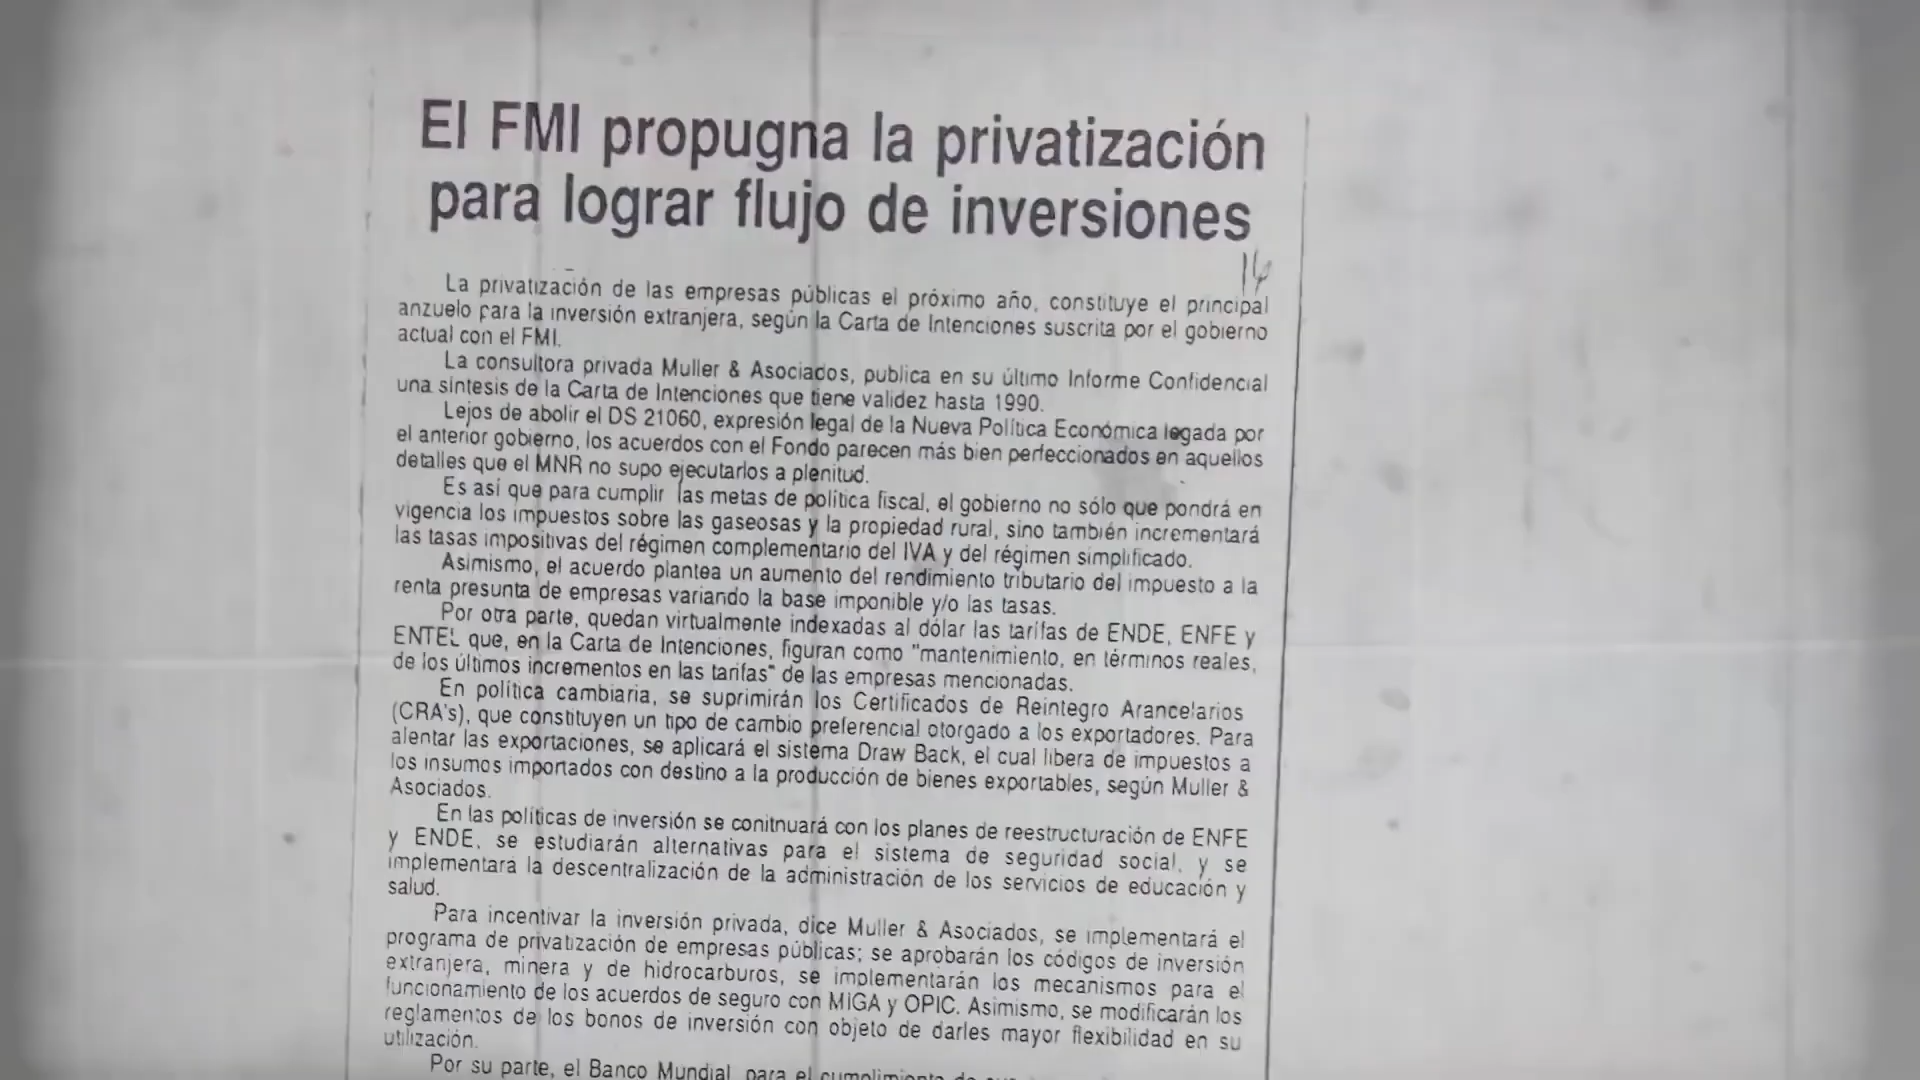 El FMI propugna la privatización
para lograr flujo de inversiones
14
La privatización de las empresas públicas el próximo año, constituye el principal
anzuelo para la inversión extranjera, según la Carta de Intenciones suscrita por el gobierno
actual con el FMI.
La consultora privada Muller & Asociados, publica en su último Informe Confidencial
una síntesis de la Carta de Intenciones que tiene validez hasta 1990.
Lejos de abolir el DS 21060, expresión legal de la Nueva Política Económica legada por
el anterior gobierno, los acuerdos con el Fondo parecen más bien perfeccionados en aquellos
detalles que el MNR no supo ejecutarlos a plenitud.
Es así que para cumplir las metas de política fiscal, el gobierno no sólo que pondrá en
vigencia los impuestos sobre las gaseosas y la propiedad rural, sino también incrementará
las tasas impositivas del régimen complementario del IVA y del régimen simplificado.
Asimismo, el acuerdo plantea un aumento del rendimiento tributario del impuesto a la
renta presunta de empresas variando la base imponible y/o las tasas.
Por otra parte, quedan virtualmente indexadas al dólar las tarifas de ENDE, ENFE y
ENTEL que, en la Carta de Intenciones, figuran como "mantenimiento, en términos reales,
de los últimos incrementos en las tarifas" de las empresas mencionadas.
En política cambiaria, se suprimirán los Certificados de Reintegro Arancelarios
(CRA's), que constituyen un tipo de cambio preferencial otorgado a los exportadores. Para
alentar las exportaciones, se aplicará el sistema Draw Back, el cual libera de impuestos a
los insumos importados con destino a la producción de bienes exportables, según Muller &
Asociados.
En las políticas de inversión se conitnuará con los planes de reestructuración de ENFE
y ENDE, se estudiarán alternativas para el sistema de seguridad social, y se
implementará la descentralización de la administración de los servicios de educación y
salud.
Para incentivar la inversión privada, dice Muller & Asociados, se implementará el
programa de privatización de empresas públicas; se aprobarán los códigos de inversión
extranjera, minera y de hidrocarburos, se implementarán los mecanismos para el
funcionamiento de los acuerdos de seguro con MIGA y OPIC. Asimismo, se modificarán los
reglamentos de los bonos de inversión con objeto de darles mayor flexibilidad en su
utilización.
Por su parte, el Banco Mundial, para el cumplimiento de